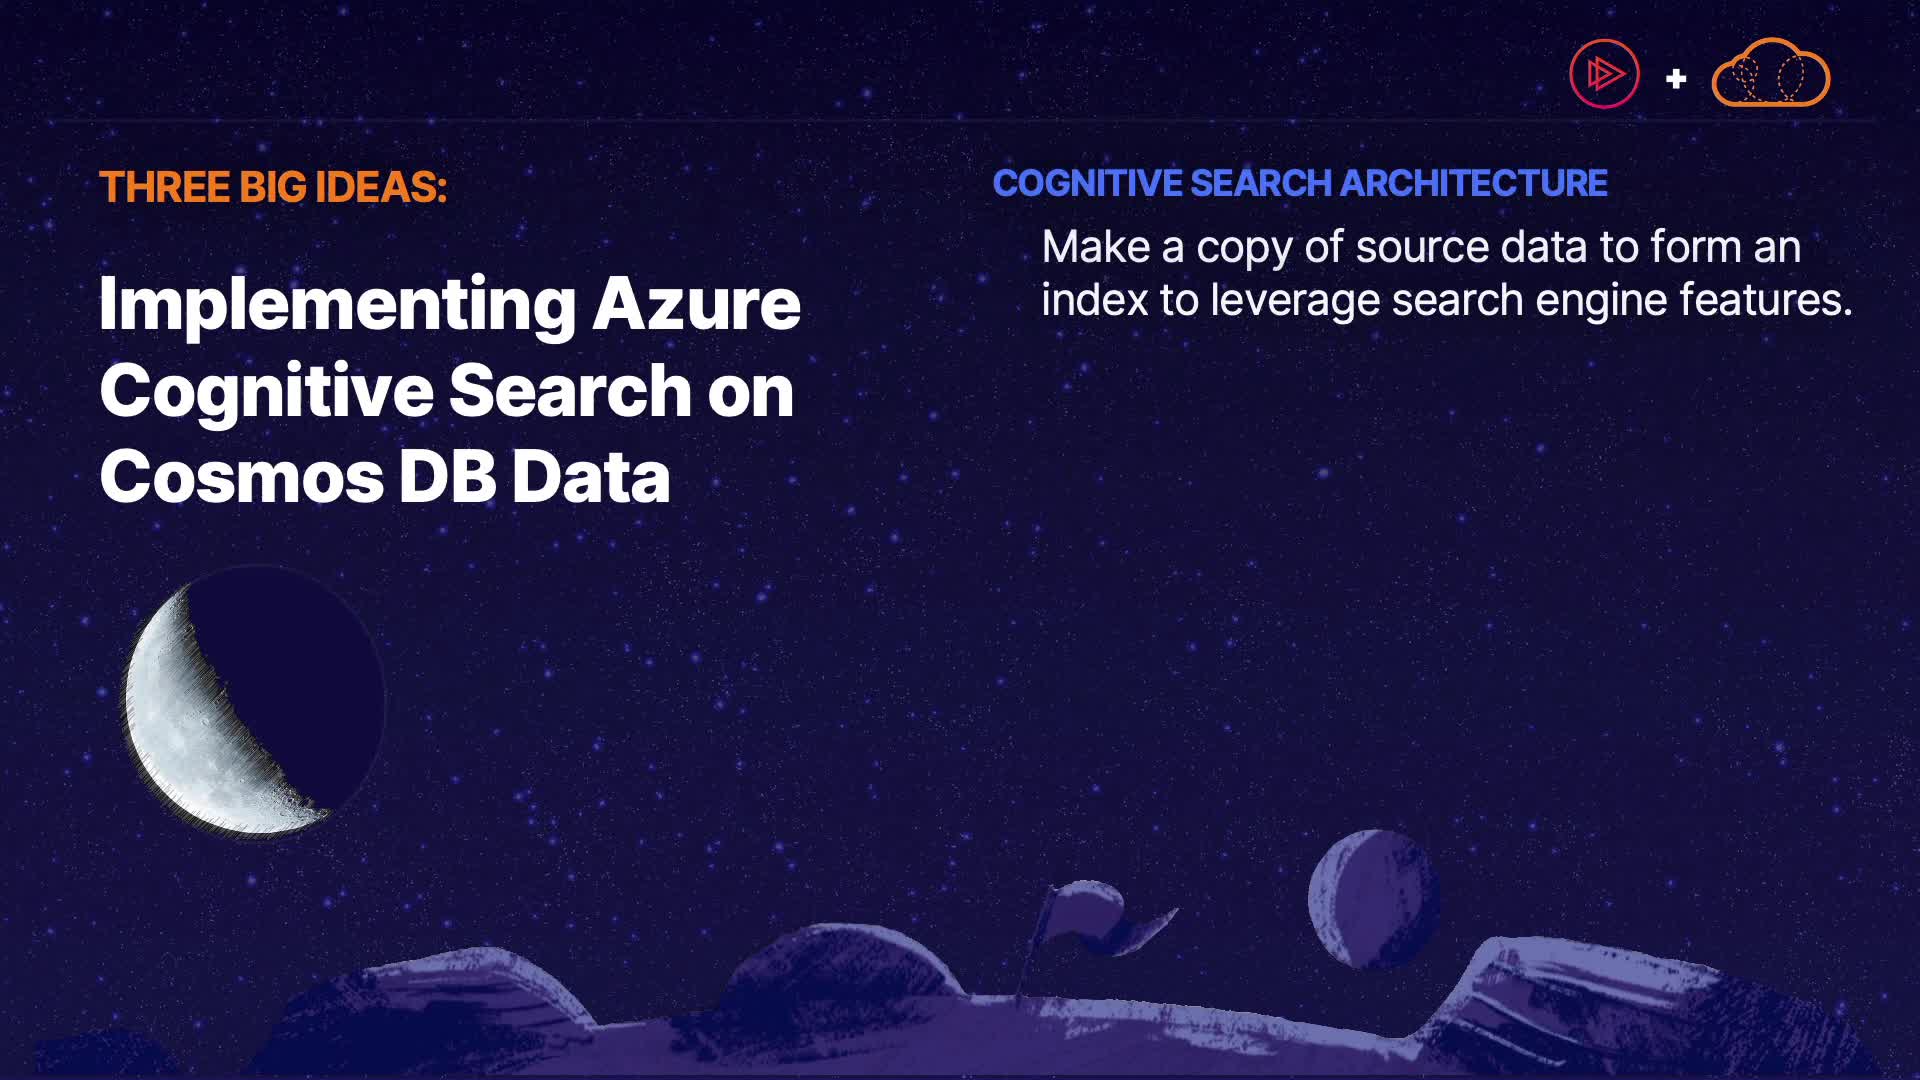 THREE BIG IDEAS:
Implementing Azure
Cognitive Search on
Cosmos DB Data
COGNITIVE SEARCH ARCHITECTURE
Make a copy of source data to form an
index to leverage search engine features.